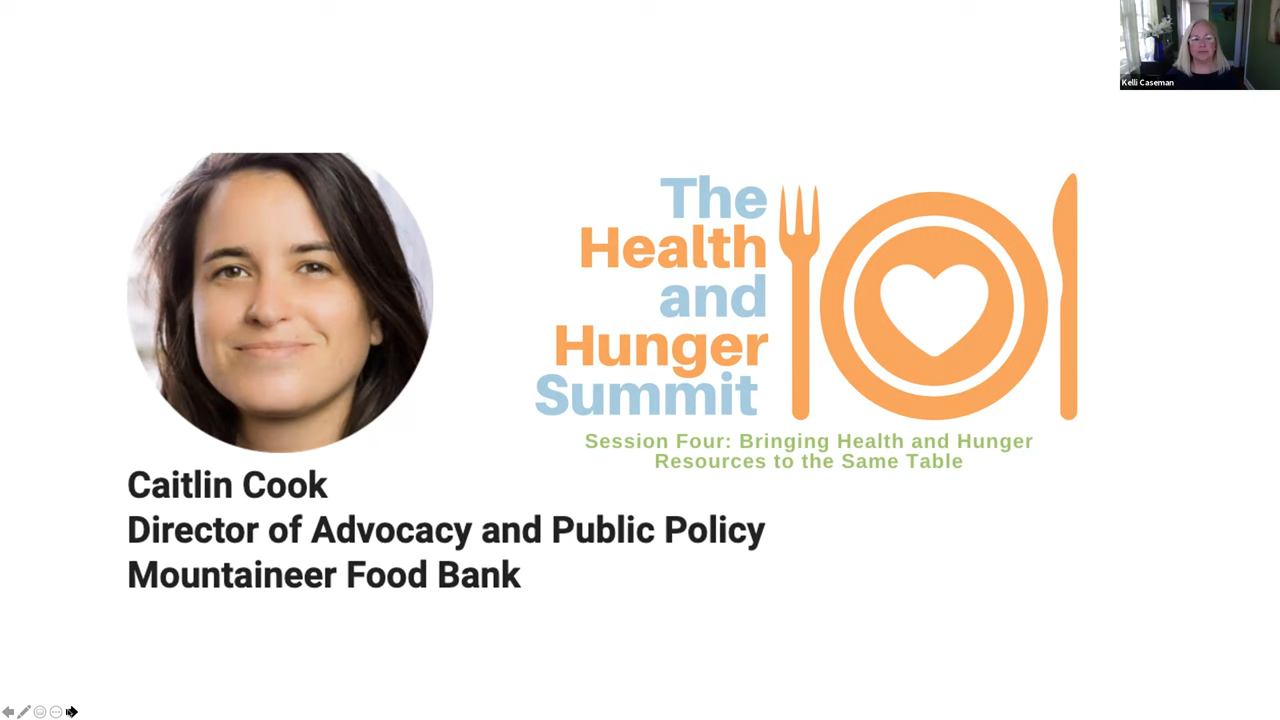 Kelli Caseman
The
Health
and
Hunger
Summit
Session Four: Bringing Health and Hunger
Resources to the Same Table
Caitlin Cook
Director of Advocacy and Public Policy
Mountaineer Food Bank